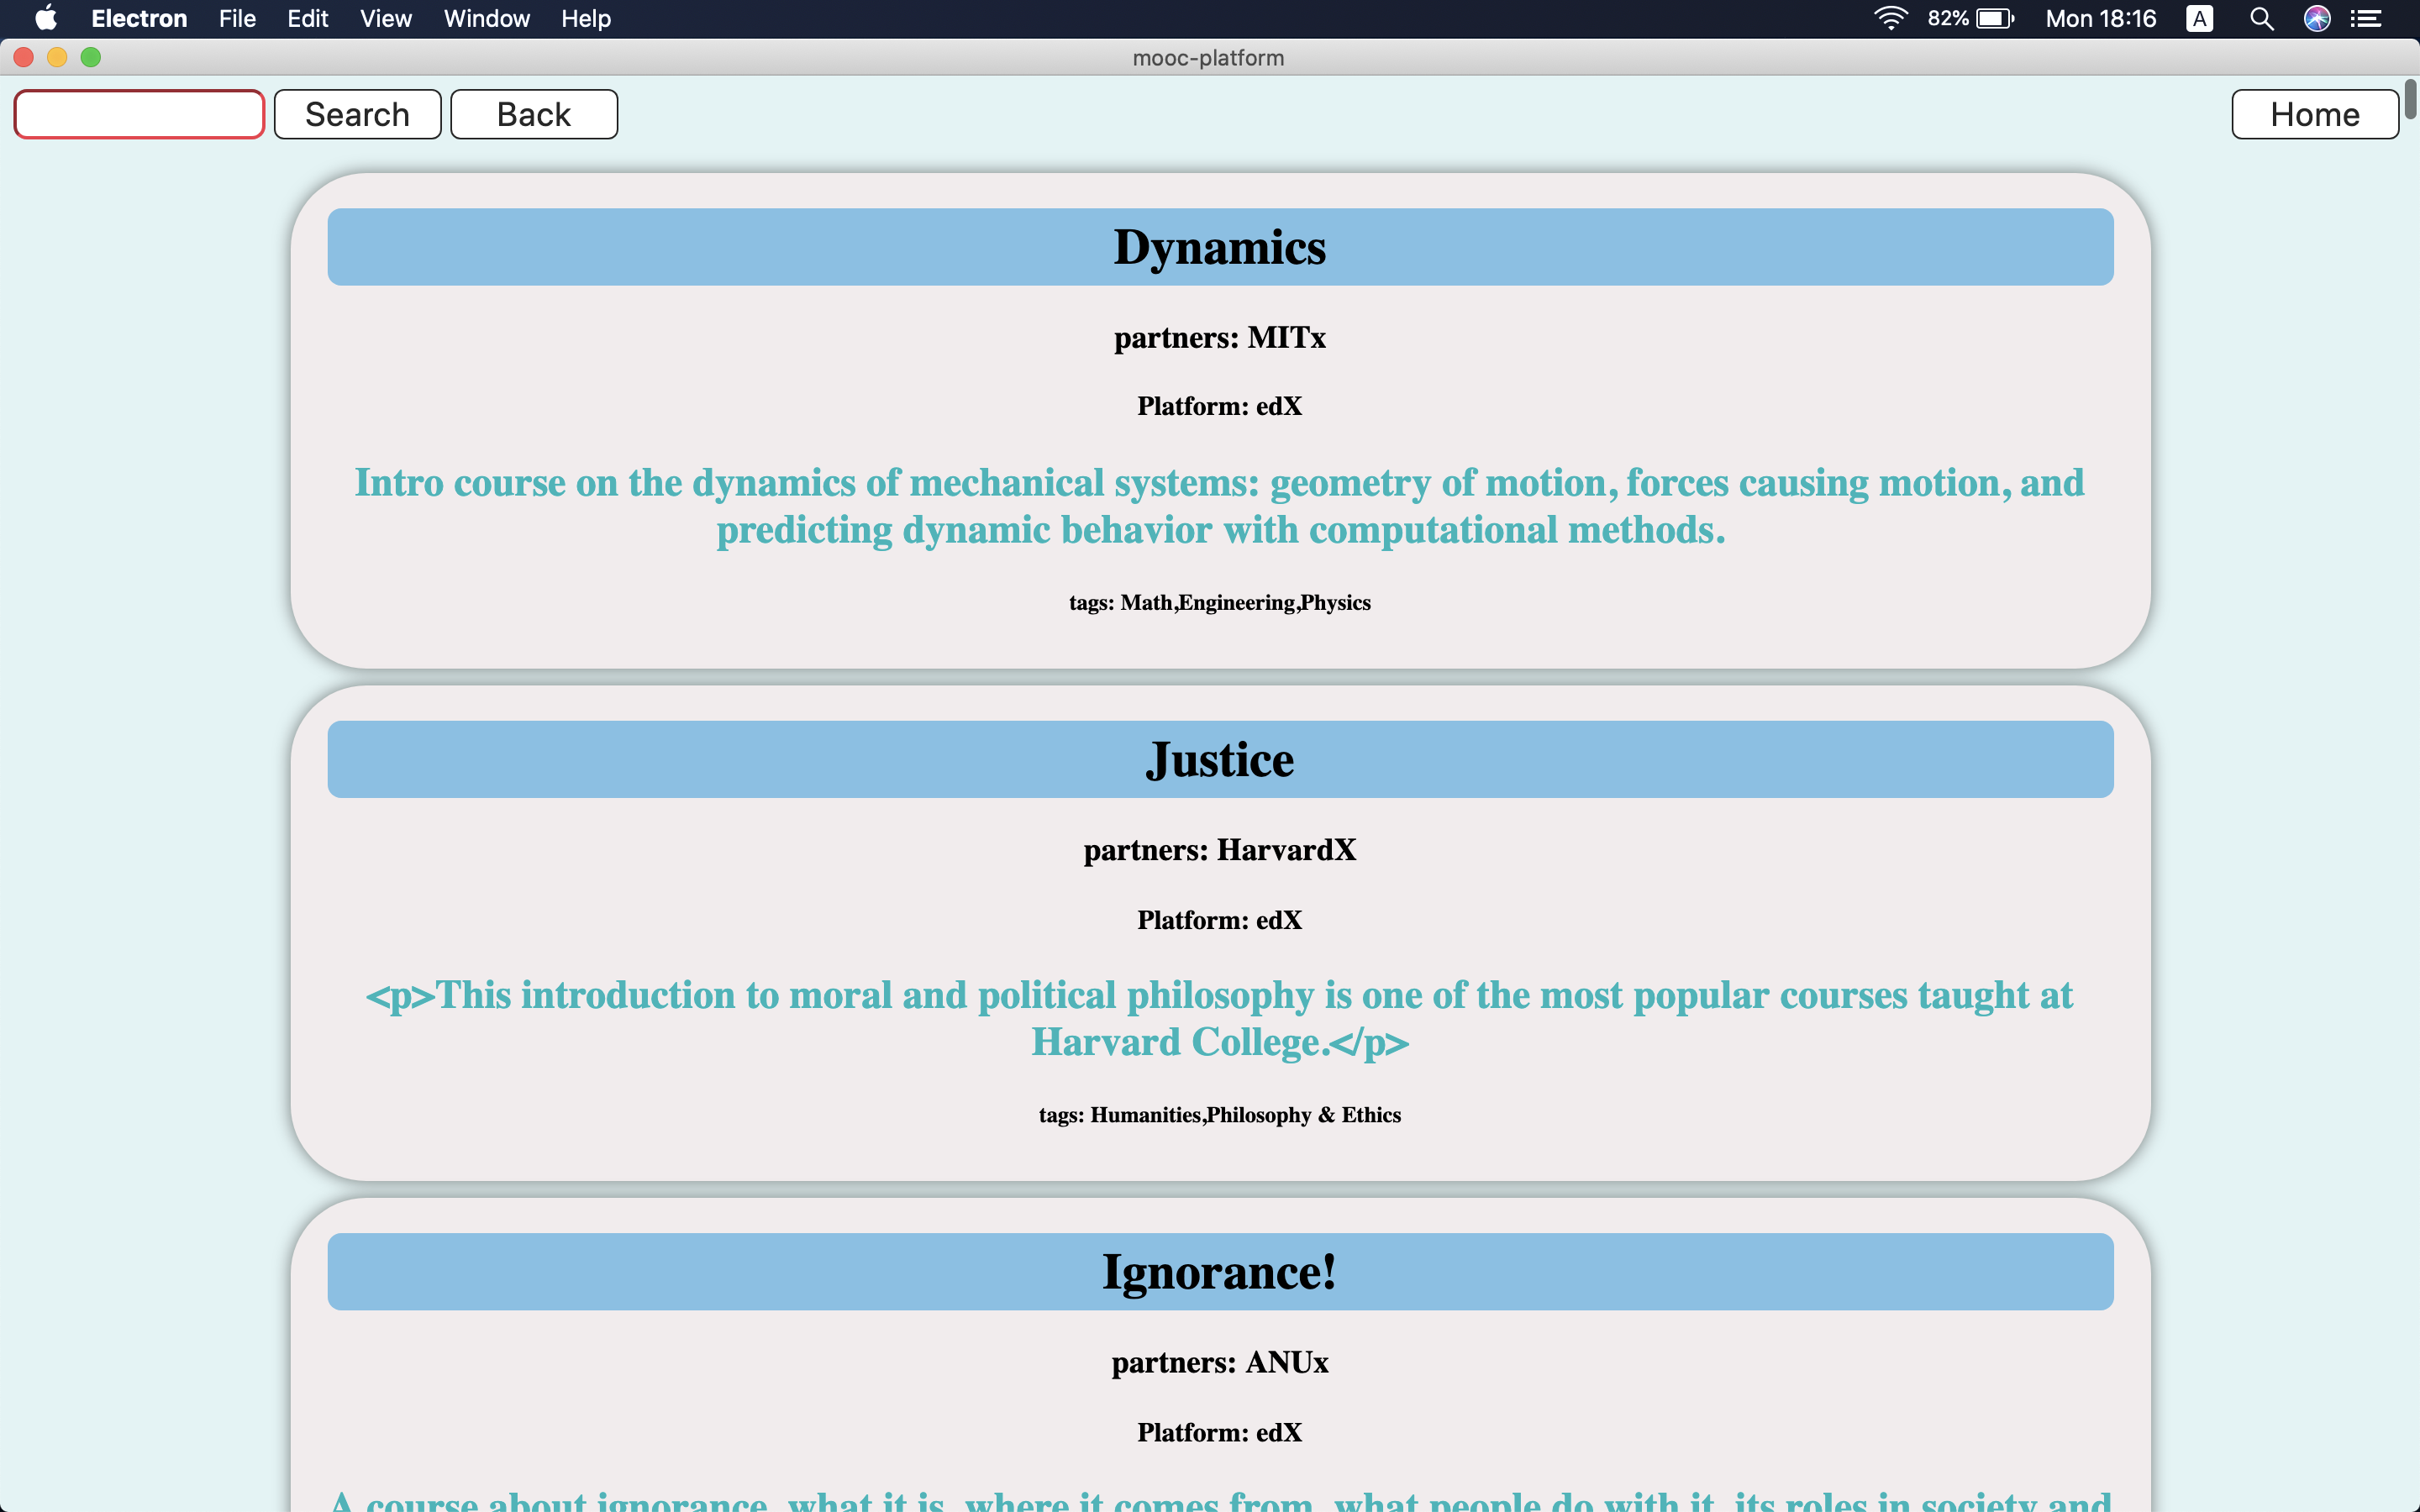 Electron File Edit View Window Help 82% Mon 18:16 A
mooc-platform
Search Back Home
Dynamics
partners: MITx
Platform: edX
Intro course on the dynamics of mechanical systems: geometry of motion, forces causing motion, and
predicting dynamic behavior with computational methods.
tags: Math,Engineering,Physics
Justice
partners: HarvardX
Platform: edX
<p>This introduction to moral and political philosophy is one of the most popular courses taught at
Harvard College.</p>
tags: Humanities,Philosophy & Ethics
Ignorance!
partners: ANUx
Platform: edX
A course about ignorance, what it is, where it comes from, what people do with it, its roles in society and